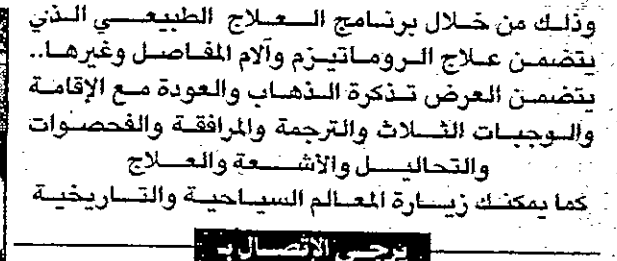 وذلك من خلال برنامج العلاج الطبيعي الذي
يتضمن علاج الروماتيزم وآلام المفاصل وغيرها..
يتضمن العرض تذكرة الذهاب والعودة مع الإقامة
والوجبات الثلاث والترجمة والمرافقة والفحصوات
والتحاليل والأشعة والعلاج
كما يمكنك زيارة المعالم السياحية والتاريخية
يرجى الاتصال بـ